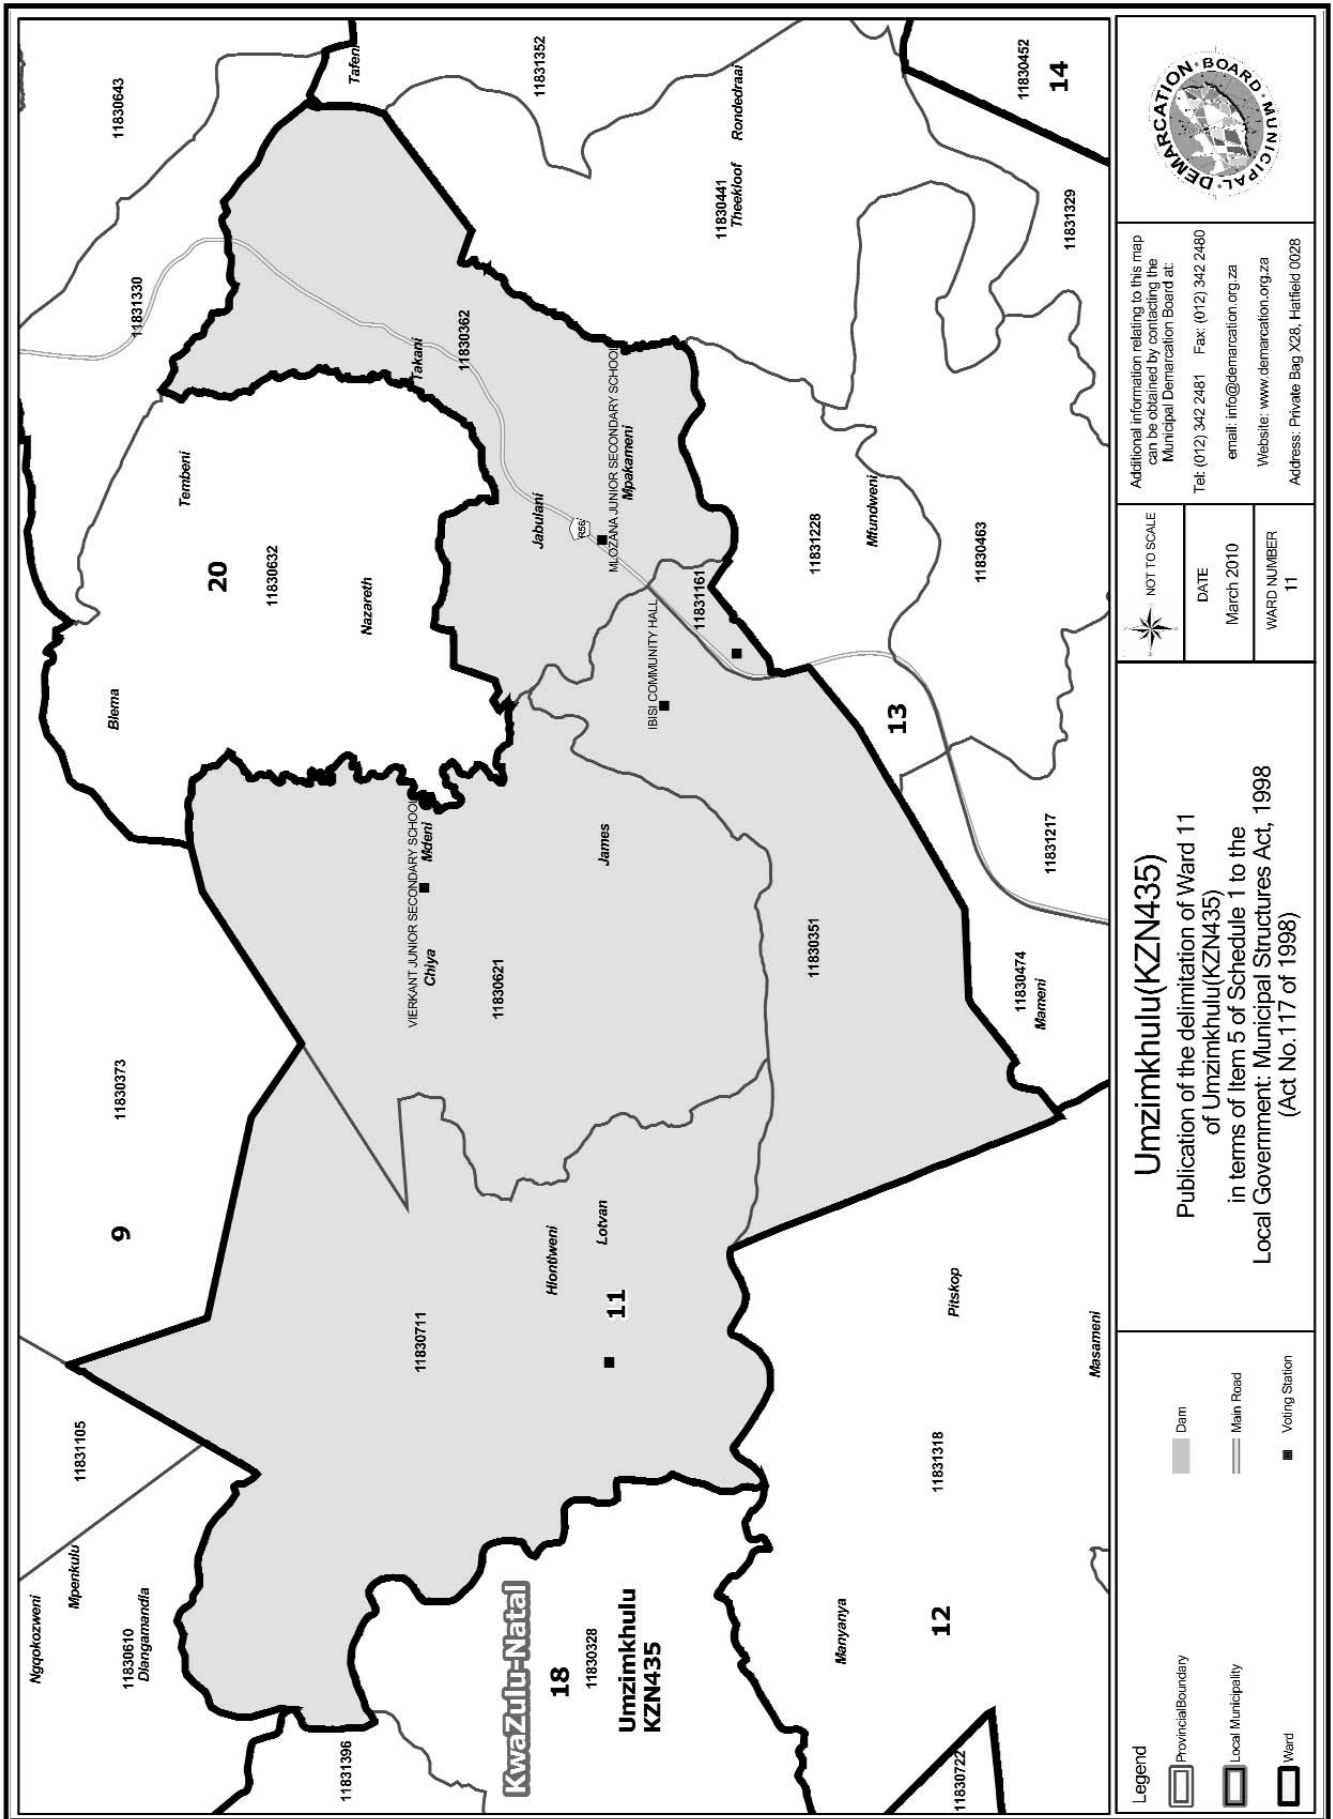 Ngqokozweni
Mpenkulu
11830610
Dlangamandla
11831105
9
11830373
Blema
Tembeni
20
11830632
Nazareth
11831330
11830643
Tafeni
11831352
11831396
KwaZulu-Natal
18
11830328
Umzimkhulu
KZN435
11830711
Hlontlweni
Lotvan
11
VIERKANT JUNIOR SECONDARY SCHOOL
Chiya
Mdeni
11830621
James
Takani
11830362
Jabulani
R56
MLOZANA JUNIOR SECONDARY SCHOOL
Mpakameni
IBISI COMMUNITY HALL
11831161
11830351
11830441
Theekloof
Rondedraai
Manyanya
12
11831318
11830722
Pitskop
Masameni
11830474
Mameni
11831217
13
11831228
Mfundweni
11830463
11831329
11830452
14
Legend
ProvincialBoundary
Local Municipality
Ward
Dam
Main Road
Voting Station
Umzimkhulu(KZN435)
Publication of the delimitation of Ward 11
of Umzimkhulu(KZN435)
in terms of Item 5 of Schedule 1 to the
Local Government: Municipal Structures Act, 1998
(Act No.117 of 1998)
NOT TO SCALE
DATE
March 2010
WARD NUMBER
11
Additional information relating to this map
can be obtained by contacting the
Municipal Demarcation Board at:
Tel: (012) 342 2481 Fax: (012) 342 2480
email: info@demarcation.org.za
Website: www.demarcation.org.za
Address: Private Bag X28, Hatfield 0028
MUNICIPAL DEMARCATION BOARD